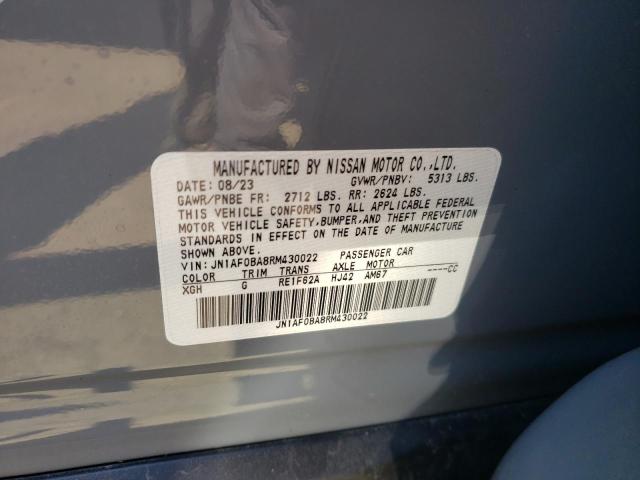 MANUFACTURED BY NISSAN MOTOR CO.,LTD.
DATE: 08/23 GVWR/PNBV: 5313 LBS.
GAWR/PNBE FR: 2712 LBS. RR: 2624 LBS.
THIS VEHICLE CONFORMS TO ALL APPLICABLE FEDERAL
MOTOR VEHICLE SAFETY, BUMPER, AND THEFT PREVENTION
STANDARDS IN EFFECT ON THE DATE OF MANUFACTURE
SHOWN ABOVE.
VIN: JN1AF0BA8RM430022 PASSENGER CAR
COLOR TRIM TRANS AXLE MOTOR
XGH G RE1F62A HJ42 AM67 ----CC
JN1AF0BA8RM430022